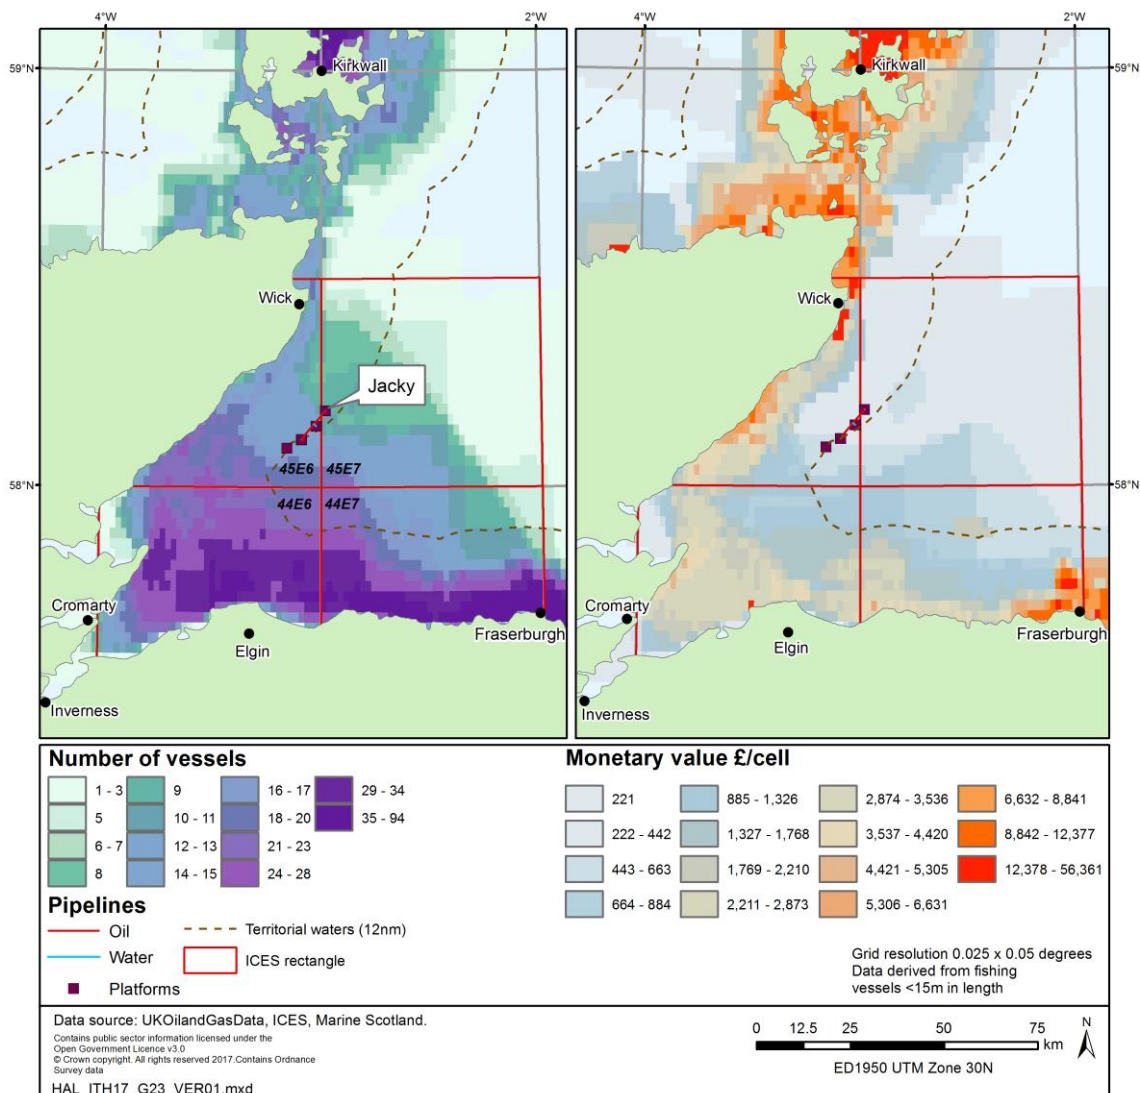 4°W
2°W
4°W
2°W
59°N
59°N
Kirkwall
Kirkwall
Wick
Wick
Jacky
45E6 45E7
58°N
58°N
44E6 44E7
Cromarty
Cromarty
Elgin
Fraserburgh
Elgin
Fraserburgh
Inverness
Inverness
Number of vessels
1 - 3
5
6 - 7
8
9
10 - 11
12 - 13
14 - 15
16 - 17
18 - 20
21 - 23
24 - 28
29 - 34
35 - 94
Pipelines
Oil
Water
Platforms
Territorial waters (12nm)
ICES rectangle
Monetary value £/cell
221
222 - 442
443 - 663
664 - 884
885 - 1,326
1,327 - 1,768
1,769 - 2,210
2,211 - 2,873
2,874 - 3,536
3,537 - 4,420
4,421 - 5,305
5,306 - 6,631
6,632 - 8,841
8,842 - 12,377
12,378 - 56,361
Grid resolution 0.025 x 0.05 degrees
Data derived from fishing
vessels <15m in length
Data source: UKOilandGasData, ICES, Marine Scotland.
Contains public sector information licensed under the
Open Government Licence v3.0
© Crown copyright. All rights reserved 2017.Contains Ordnance
Survey data
HAL_ITH17_G23_VER01.mxd
0 12.5 25 50 75
km
N
ED1950 UTM Zone 30N